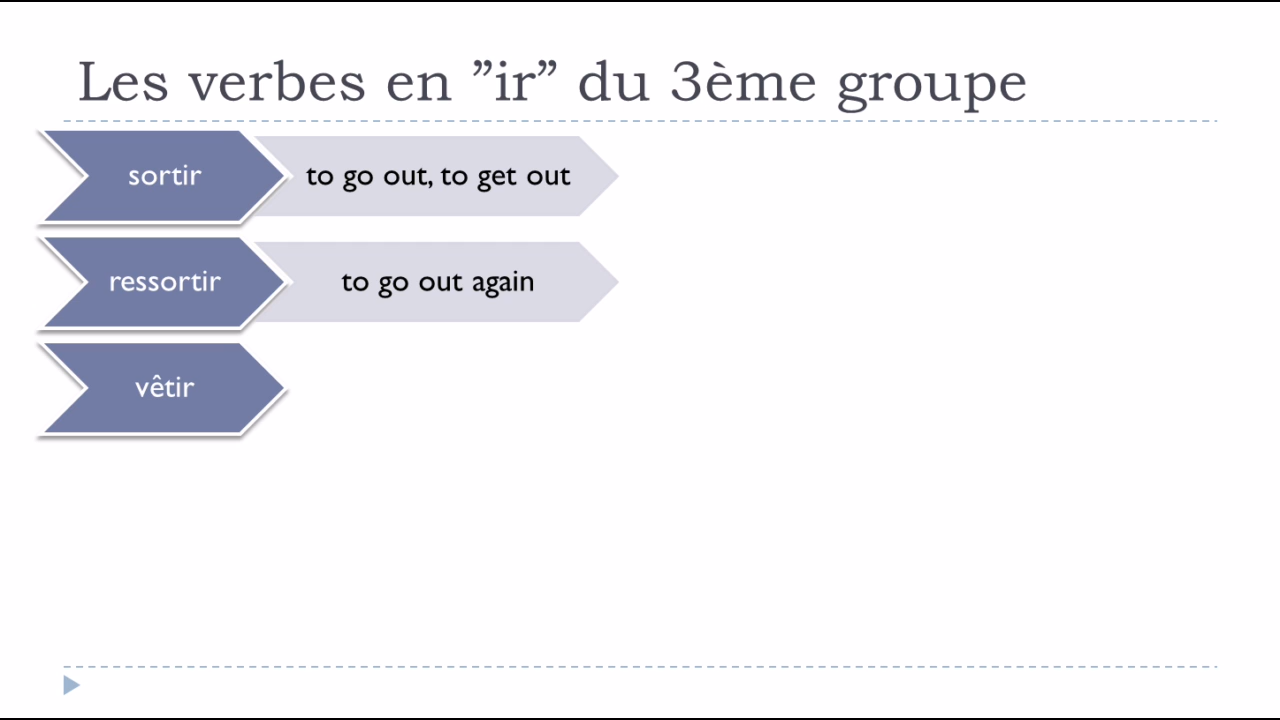 Les verbes en ”ir” du 3ème groupe
sortir
to go out, to get out
ressortir
to go out again
vêtir